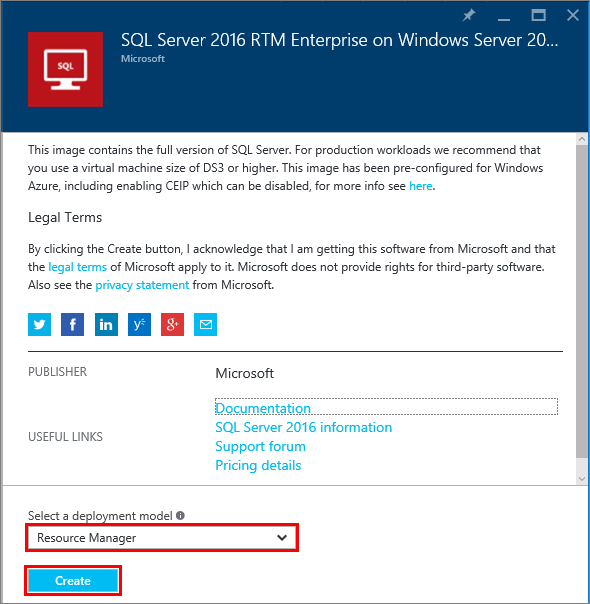 SQL Server 2016 RTM Enterprise on Windows Server 20...
Microsoft
SQL
This image contains the full version of SQL Server. For production workloads we recommend that
you use a virtual machine size of DS3 or higher. This image has been pre-configured for Windows
Azure, including enabling CEIP which can be disabled, for more info see here.
Legal Terms
By clicking the Create button, I acknowledge that I am getting this software from Microsoft and that
the legal terms of Microsoft apply to it. Microsoft does not provide rights for third-party software.
Also see the privacy statement from Microsoft.
f in y g+
PUBLISHER Microsoft
Documentation
SQL Server 2016 information
USEFUL LINKS
Support forum
Pricing details
Select a deployment model
Resource Manager
Create